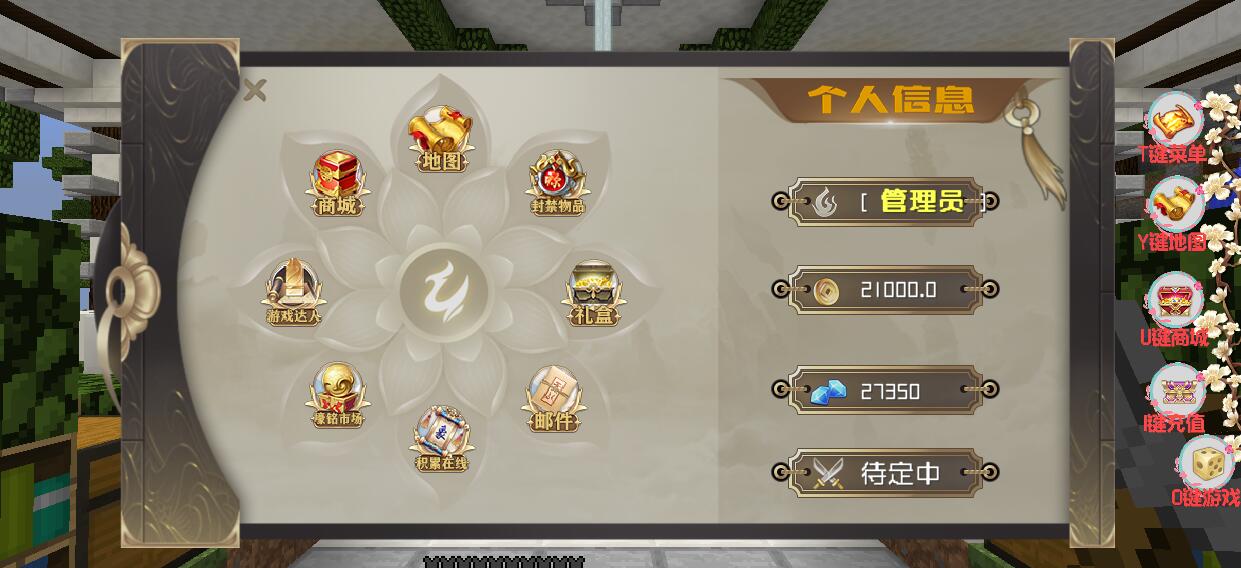 个人信息
地图
商城
封禁物品
游戏达人
礼盒
濠铭市场
邮件
积累在线
[ 管理员 ]
21000.0
27350
待定中
T键菜单
Y键地图
U键商城
I键充值
O键游戏